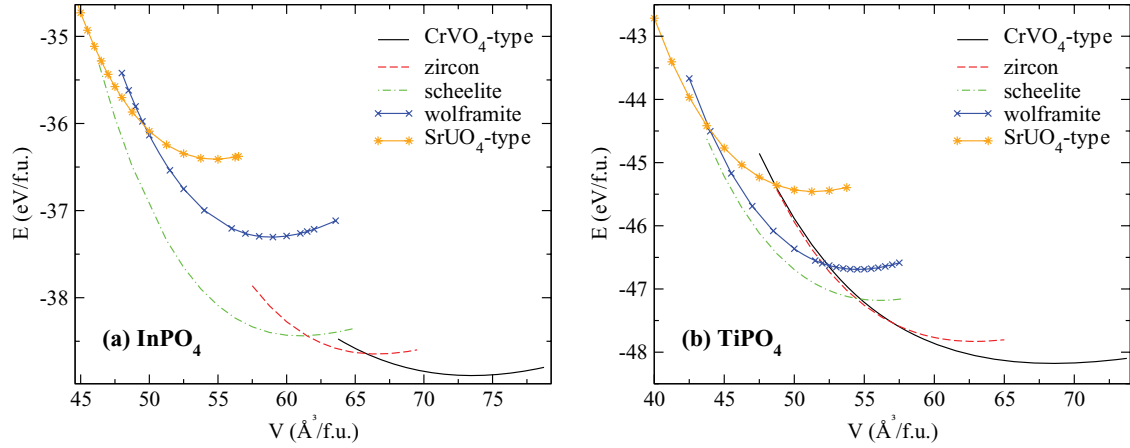 E (eV/f.u.)
-35
-36
-37
-38
45 50 55 60 65 70 75
V (Å³/f.u.)
CrVO₄-type
zircon
scheelite
wolframite
SrUO₄-type
(a) InPO₄
E (eV/f.u.)
-43
-44
-45
-46
-47
-48
40 45 50 55 60 65 70
V (Å³/f.u.)
CrVO₄-type
zircon
scheelite
wolframite
SrUO₄-type
(b) TiPO₄